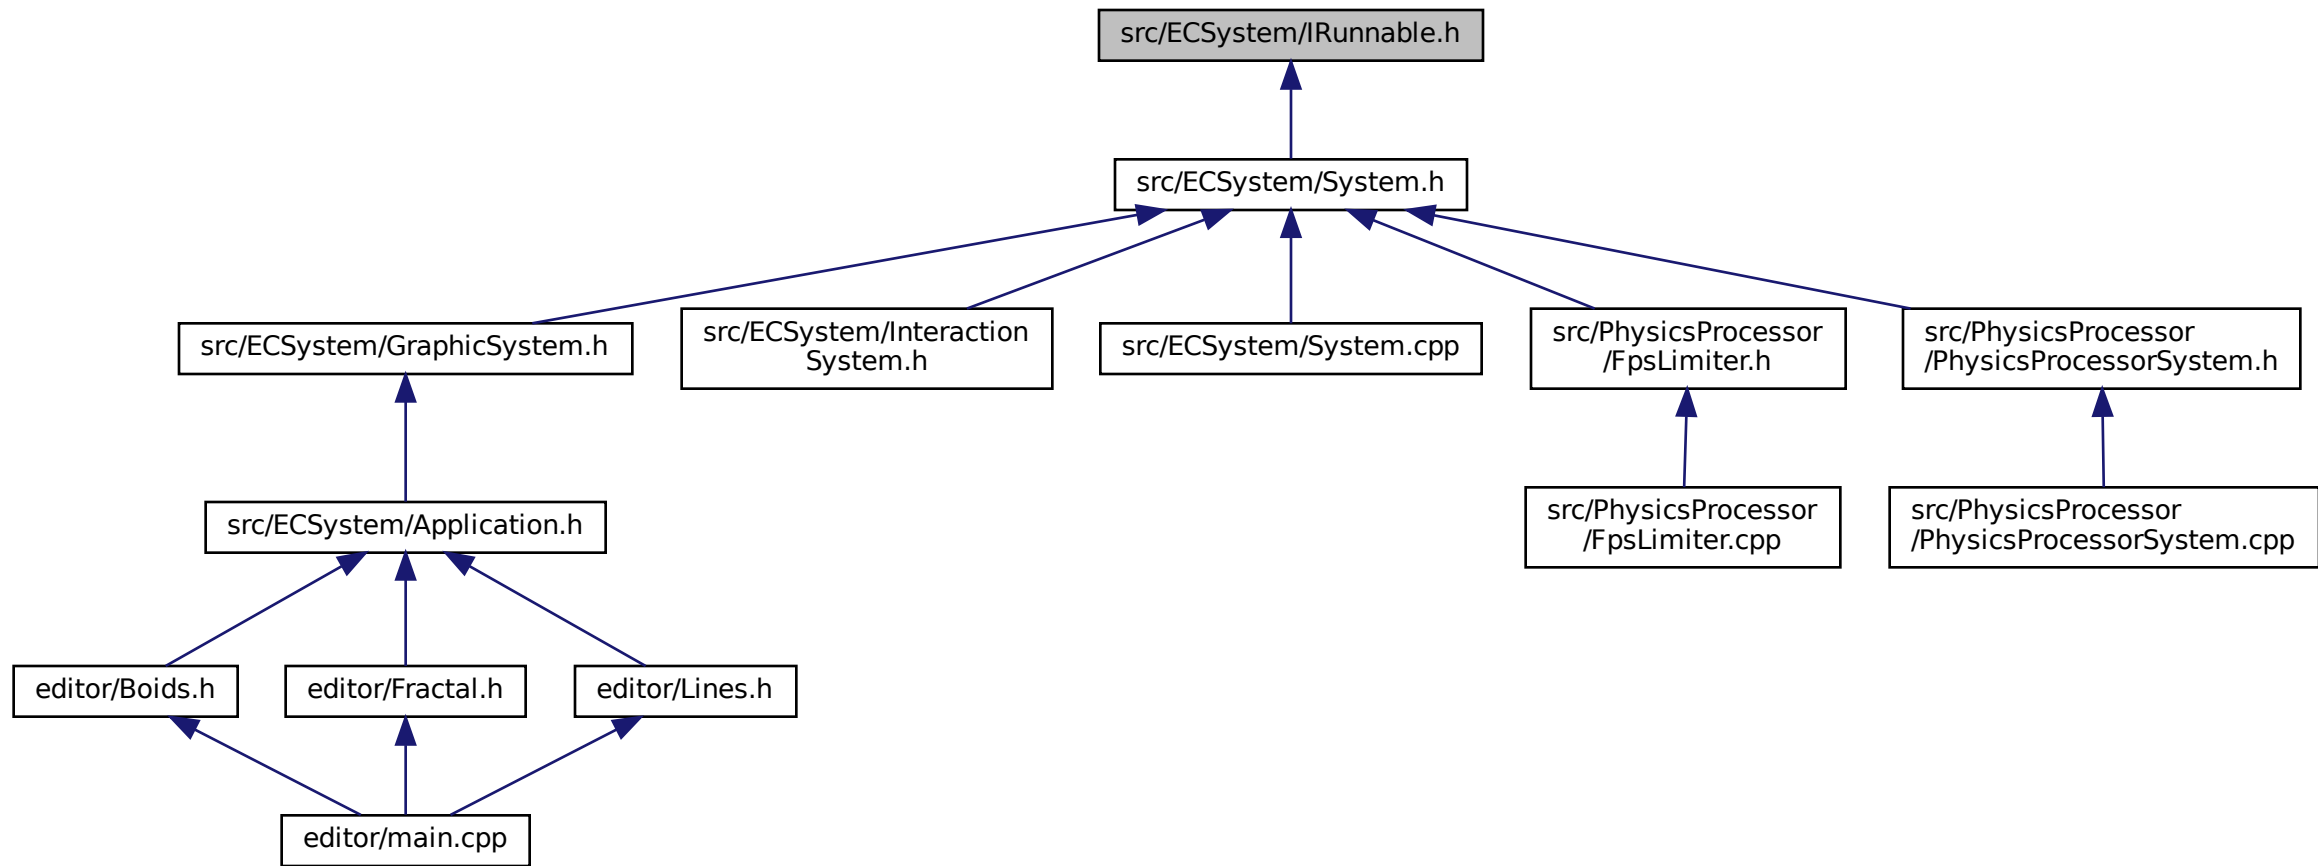 src/ECSystem/IRunnable.h
src/ECSystem/System.h
src/ECSystem/GraphicSystem.h
src/ECSystem/Interaction
System.h
src/ECSystem/System.cpp
src/PhysicsProcessor
/FpsLimiter.h
src/PhysicsProcessor
/PhysicsProcessorSystem.h
src/ECSystem/Application.h
src/PhysicsProcessor
/FpsLimiter.cpp
src/PhysicsProcessor
/PhysicsProcessorSystem.cpp
editor/Boids.h
editor/Fractal.h
editor/Lines.h
editor/main.cpp